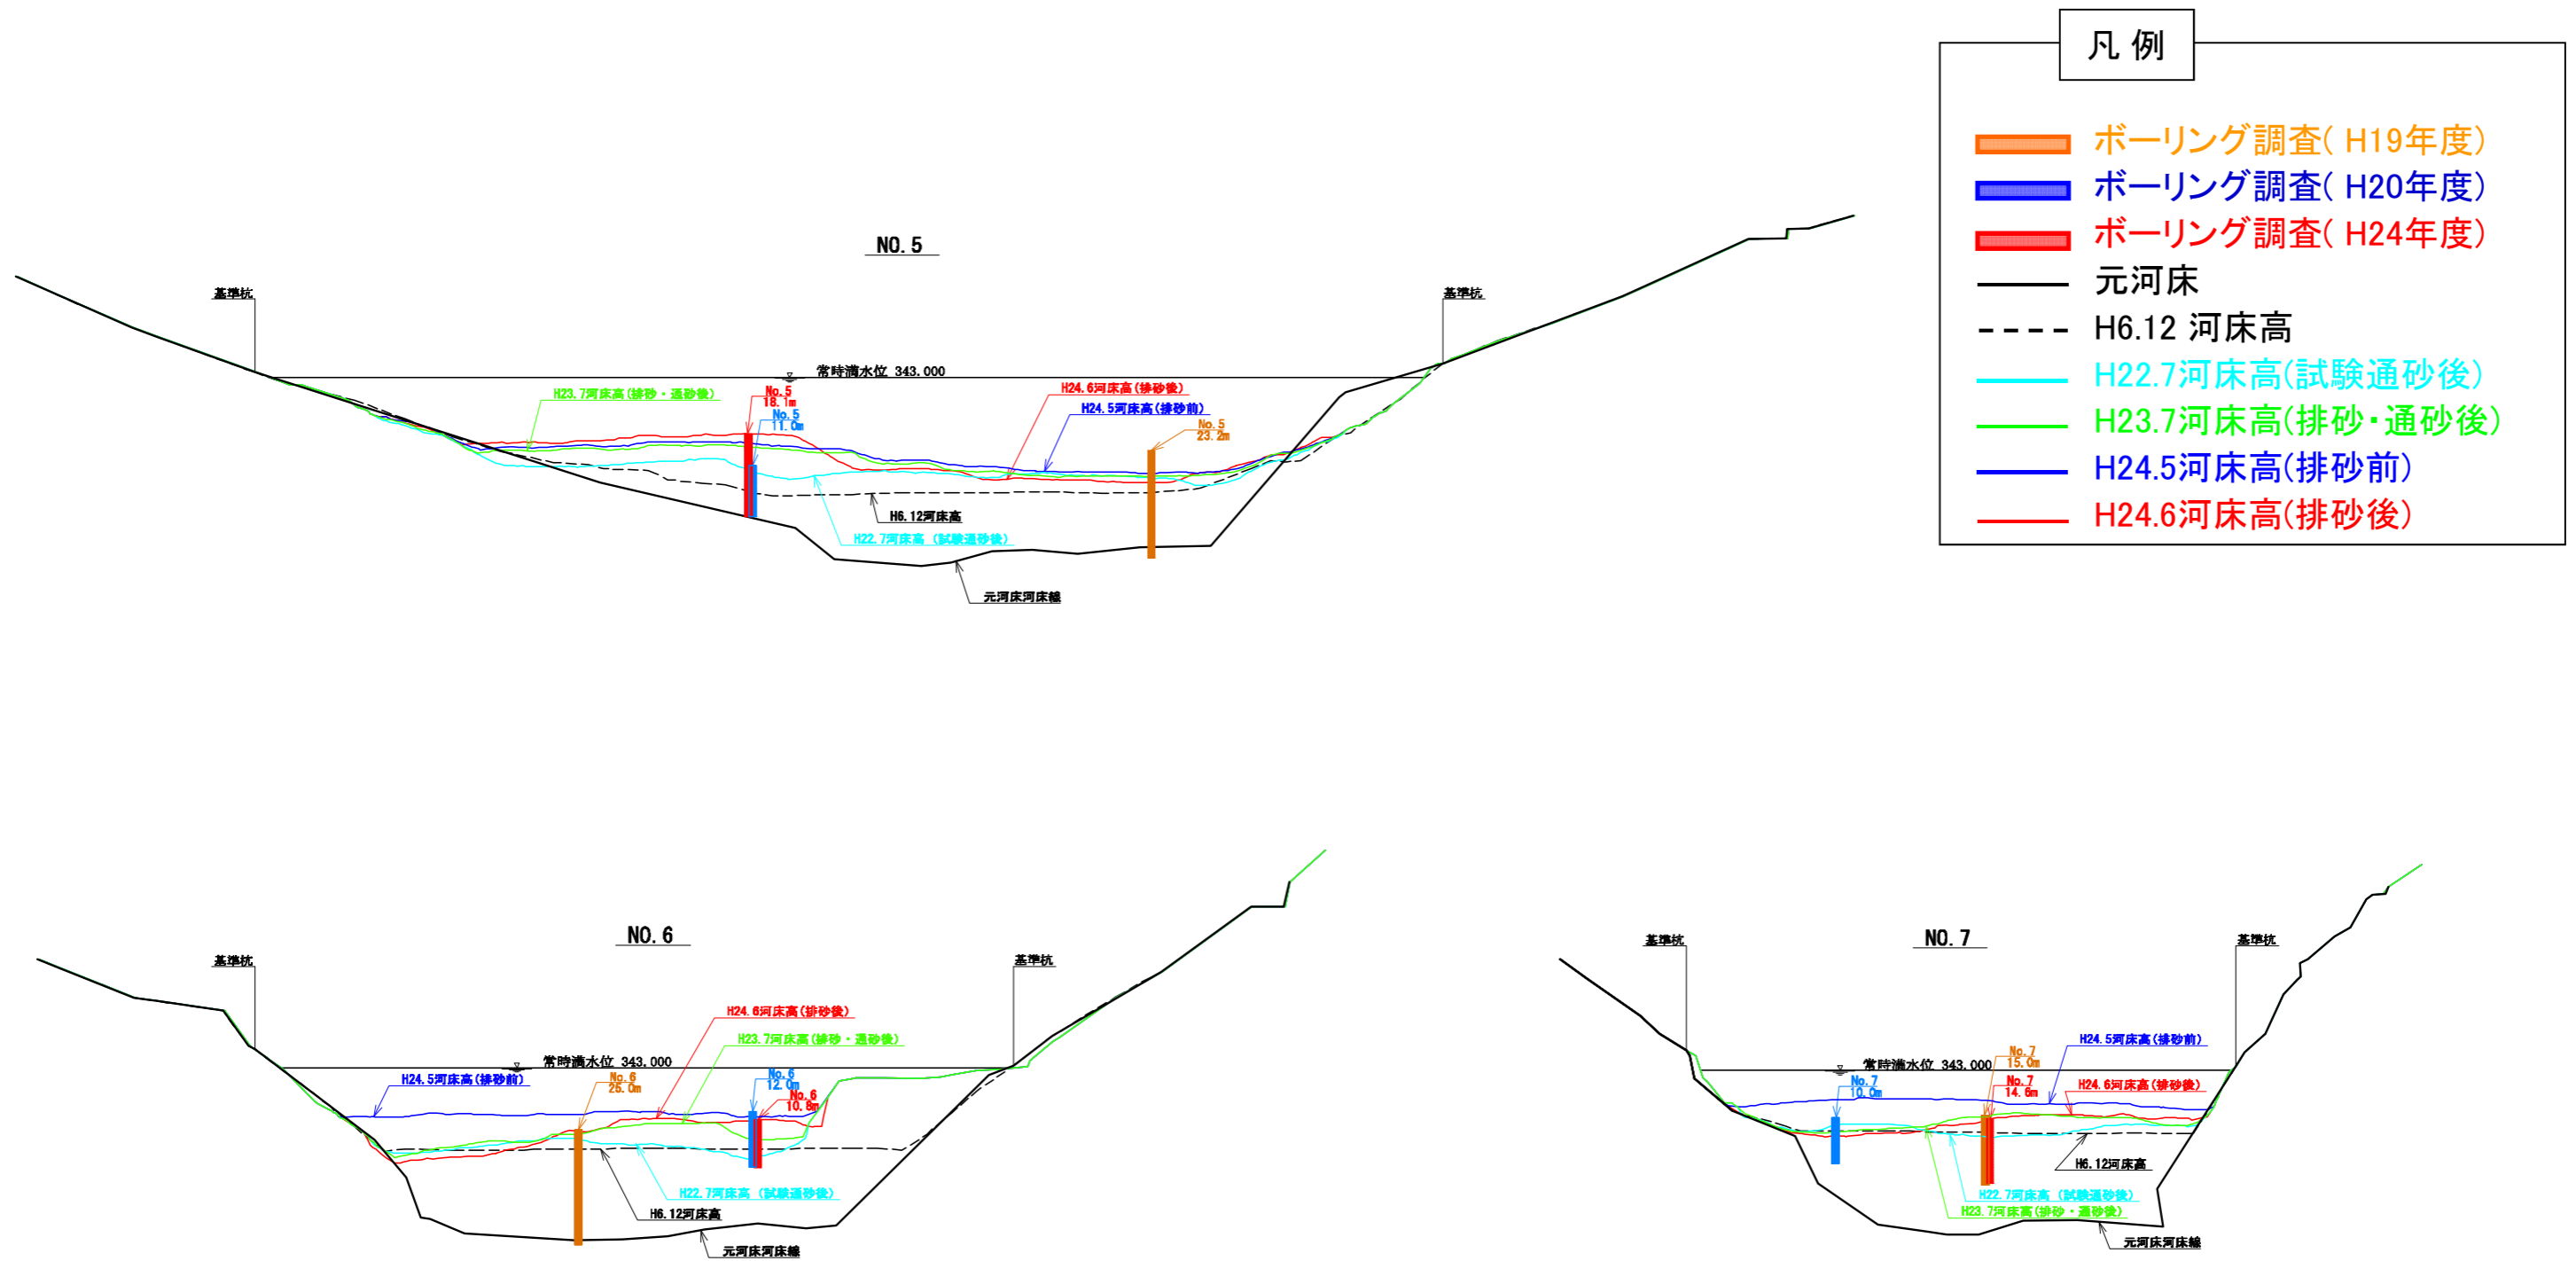 凡 例
ボーリング調査( H19年度)
ボーリング調査( H20年度)
ボーリング調査( H24年度)
元河床
H6.12 河床高
H22.7河床高(試験通砂後)
H23.7河床高(排砂・通砂後)
H24.5河床高(排砂前)
H24.6河床高(排砂後)
NO. 5
基準杭
基準杭
常時満水位 343.000
H23.7河床高(排砂・通砂後)
No.5
18.1m
No.5
11.0m
H24.6河床高(排砂後)
H24.5河床高(排砂前)
No.5
23.2m
H6.12河床高
H22.7河床高 (試験通砂後)
元河床河床線
NO. 6
基準杭
基準杭
H24.6河床高(排砂後)
H23.7河床高(排砂・通砂後)
常時満水位 343.000
H24.5河床高(排砂前)
No.6
25.0m
No.6
12.0m
No.6
10.8m
H22.7河床高 (試験通砂後)
H6.12河床高
元河床河床線
NO. 7
基準杭
基準杭
H24.5河床高(排砂前)
No.7
15.0m
常時満水位 343.000
No.7
10.0m
No.7
14.6m
H24.6河床高(排砂後)
H6.12河床高
H22.7河床高 (試験通砂後)
H23.7河床高(排砂・通砂後)
元河床河床線